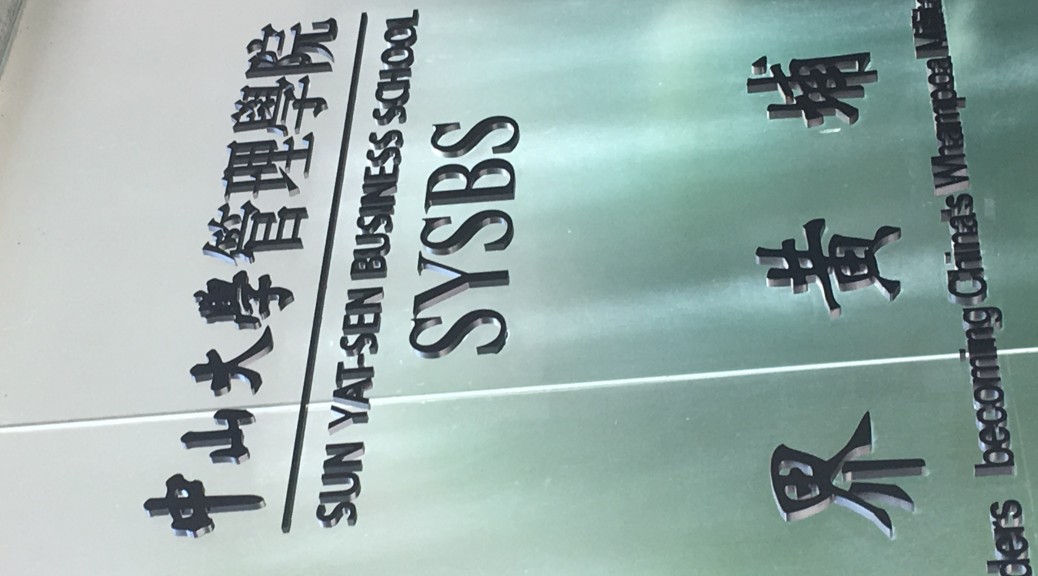 中山大學管理學院
SUN YAT-SEN BUSINESS SCHOOL
SYSBS
界 黄 埔
becoming China's Whampoa